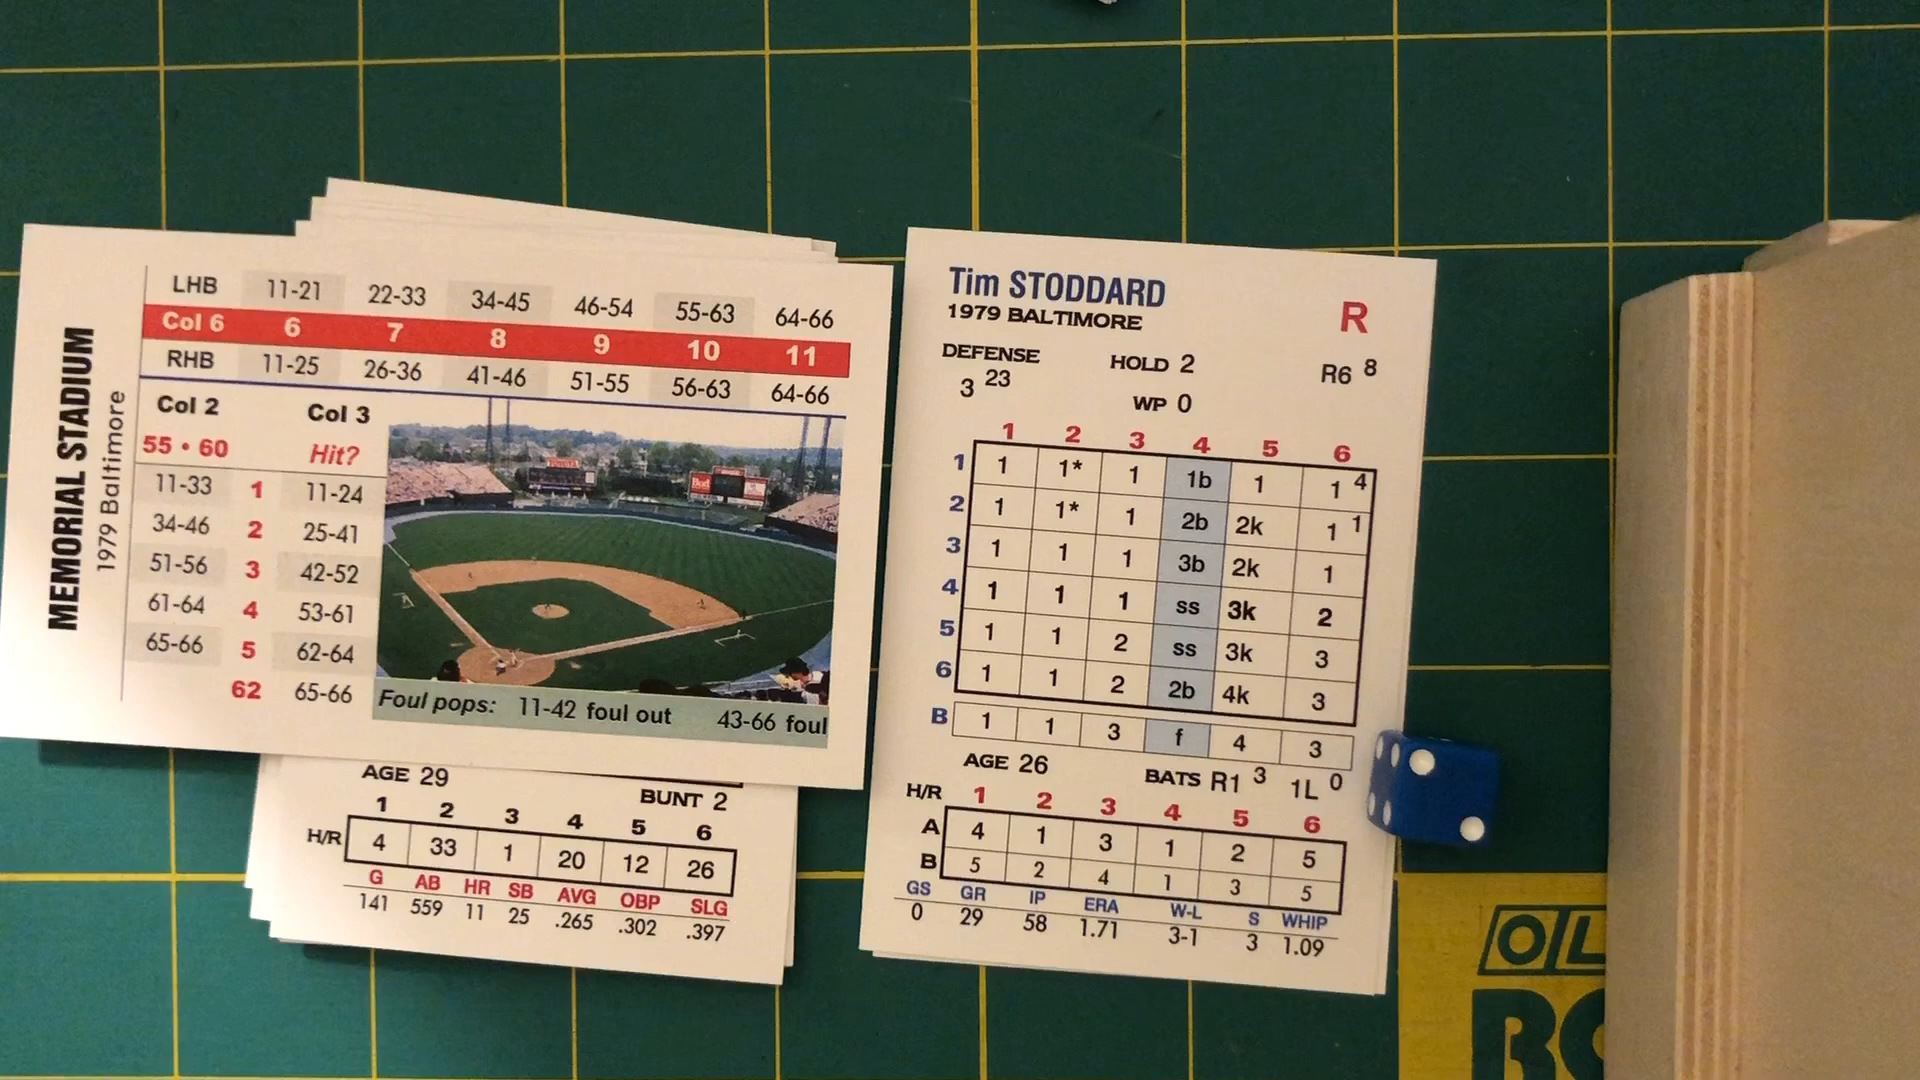 MEMORIAL STADIUM
1979 Baltimore
LHB 11-21 22-33 34-45 46-54 55-63 64-66
Col 6 6 7 8 9 10 11
RHB 11-25 26-36 41-46 51-55 56-63 64-66
Col 2 Col 3
55 • 60 Hit?
11-33 1 11-24
34-46 2 25-41
51-56 3 42-52
61-64 4 53-61
65-66 5 62-64
62 65-66
Foul pops: 11-42 foul out 43-66 foul
AGE 29
BUNT 2
1 2 3 4 5 6
H/R 4 33 1 20 12 26
G AB HR SB AVG OBP SLG
141 559 11 25 .265 .302 .397
Tim STODDARD
1979 BALTIMORE
R
DEFENSE HOLD 2 R6 8
3 23 WP 0
1 2 3 4 5 6
1 1 1* 1 1b 1 1 4
2 1 1* 1 2b 2k 1 1
3 1 1 1 3b 2k 1
4 1 1 1 ss 3k 2
5 1 1 2 ss 3k 3
6 1 1 2 2b 4k 3
B 1 1 3 f 4 3
AGE 26 BATS R1 3 1L 0
H/R 1 2 3 4 5 6
A 4 1 3 1 2 5
B 5 2 4 1 3 5
GS GR IP ERA W-L S WHIP
0 29 58 1.71 3-1 3 1.09